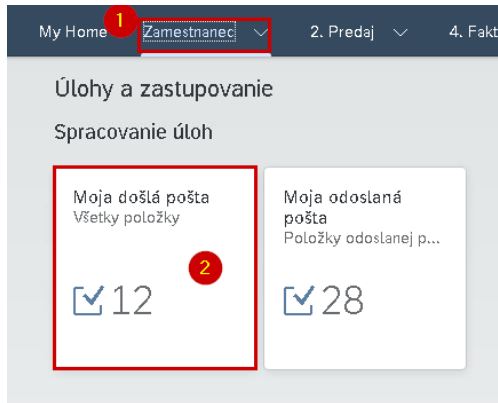 1
My Home Zamestnanec 2. Predaj 4. Fakt
Úlohy a zastupovanie
Spracovanie úloh
Moja došlá pošta
Všetky položky
2
12
Moja odoslaná
pošta
Položky odoslanej p...
28